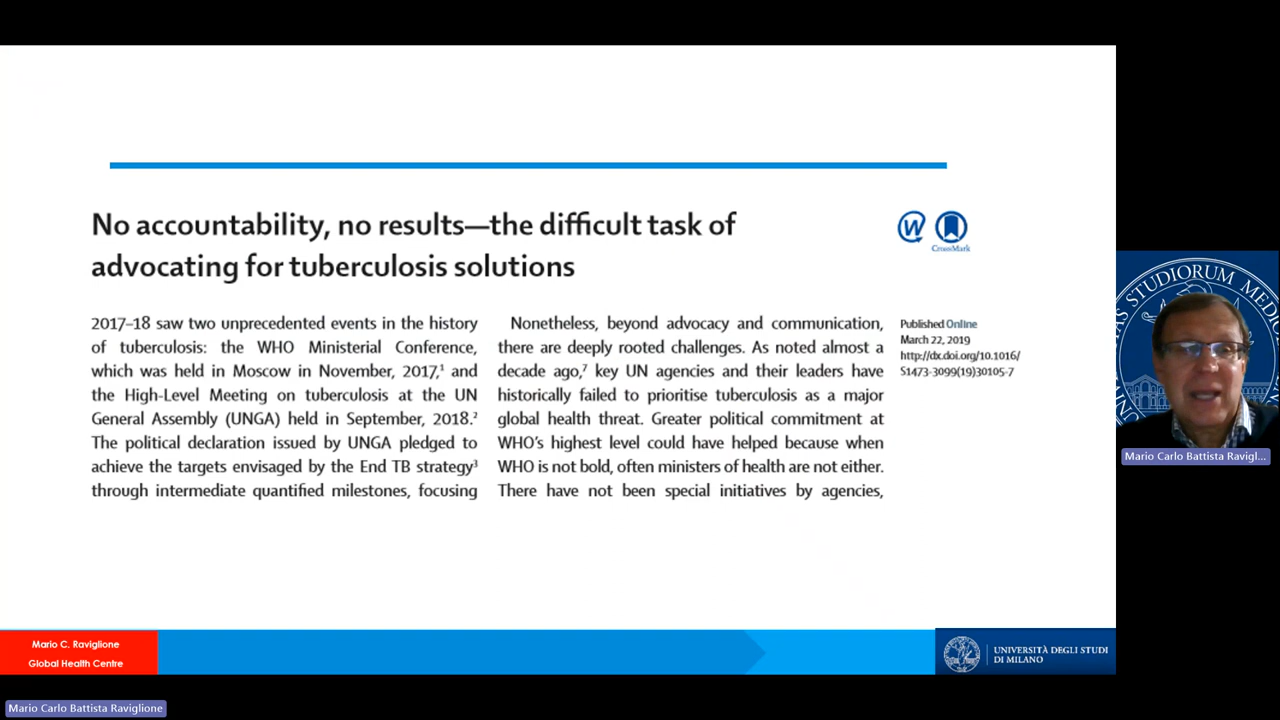 No accountability, no results—the difficult task of
advocating for tuberculosis solutions
CrossMark
2017–18 saw two unprecedented events in the history
of tuberculosis: the WHO Ministerial Conference,
which was held in Moscow in November, 2017,¹ and
the High-Level Meeting on tuberculosis at the UN
General Assembly (UNGA) held in September, 2018.²
The political declaration issued by UNGA pledged to
achieve the targets envisaged by the End TB strategy³
through intermediate quantified milestones, focusing
Nonetheless, beyond advocacy and communication,
there are deeply rooted challenges. As noted almost a
decade ago,⁷ key UN agencies and their leaders have
historically failed to prioritise tuberculosis as a major
global health threat. Greater political commitment at
WHO's highest level could have helped because when
WHO is not bold, often ministers of health are not either.
There have not been special initiatives by agencies,
Published Online
March 22, 2019
http://dx.doi.org/10.1016/
S1473-3099(19)30105-7
STUDIORUM
Mario Carlo Battista Ravigl...
Mario C. Raviglione
Global Health Centre
UNIVERSITÀ DEGLI STUDI
DI MILANO
Mario Carlo Battista Raviglione